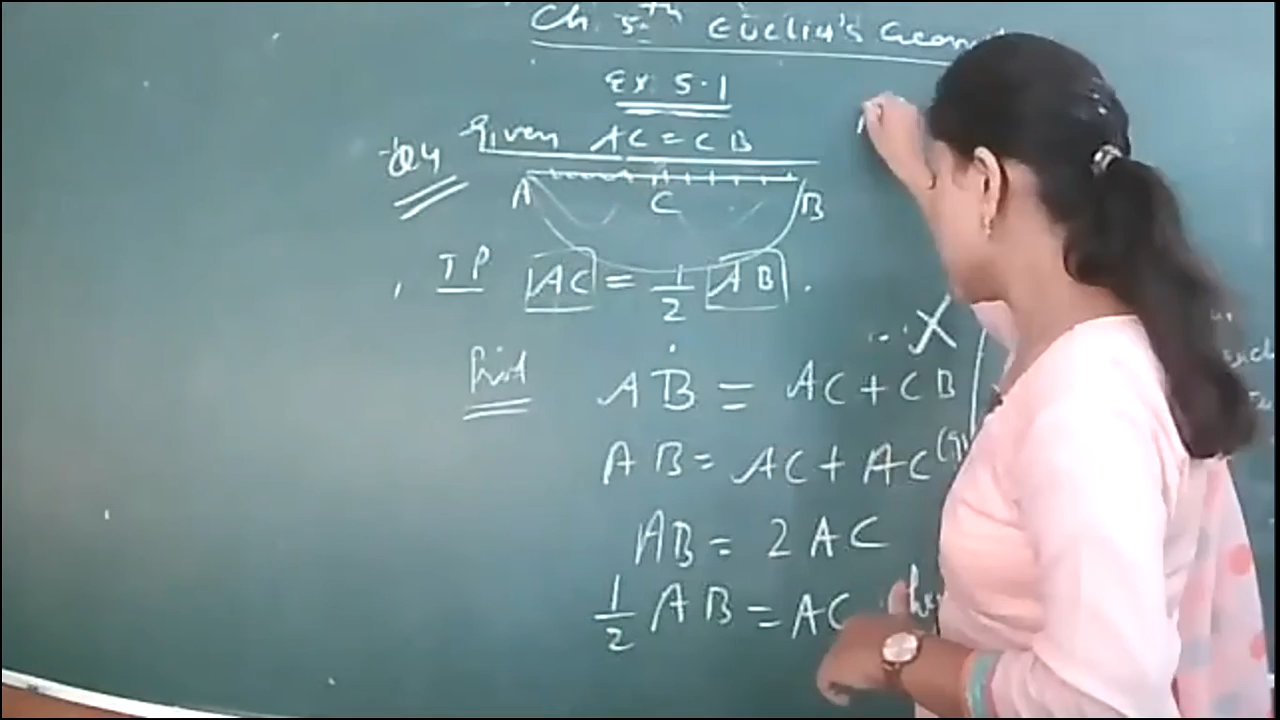 Ch. 5th Euclid's Geom
Ex 5.1
Q4 Given AC = CB
A C B
TP AC = 1/2 AB .
AB = AC + CB
AB = AC + AC
AB = 2 AC
1/2 AB = AC